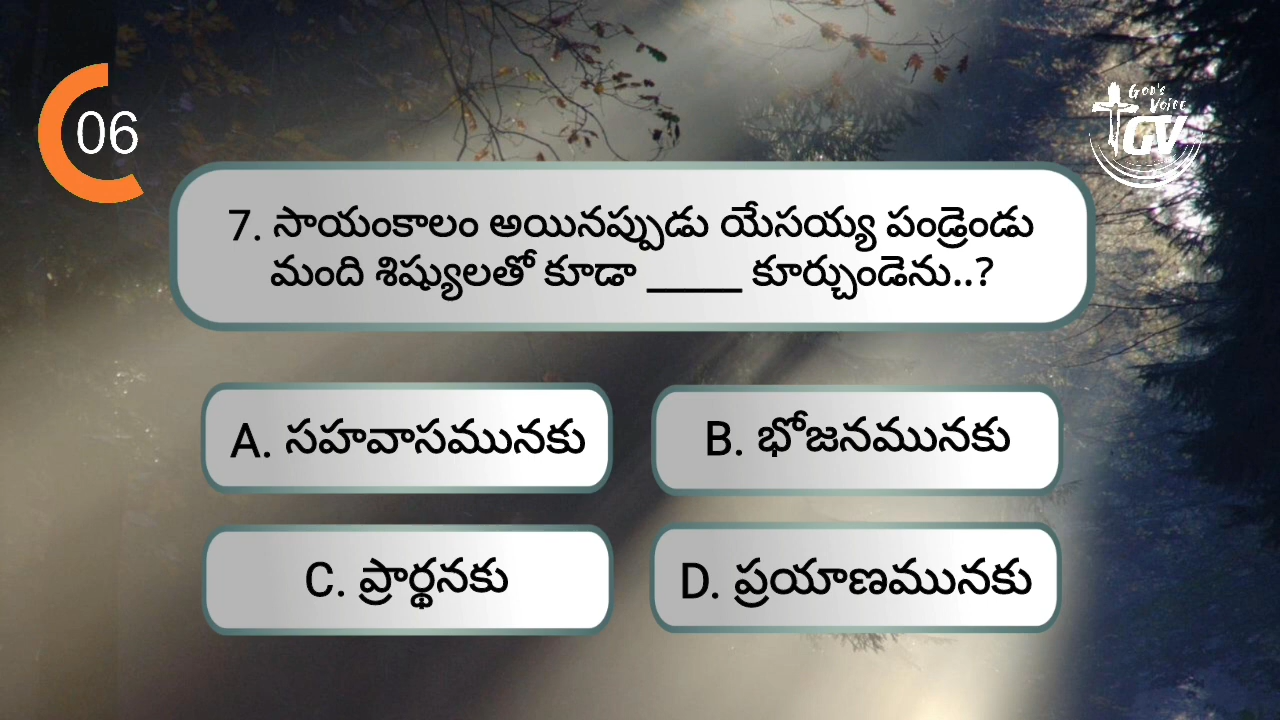 06
God's
Voice
GV
7. సాయంకాలం అయినప్పుడు యేసయ్య పండ్రెండు
మంది శిష్యులతో కూడా _____ కూర్చుండెను..?
A. సహవాసమునకు
B. భోజనమునకు
C. ప్రార్థనకు
D. ప్రయాణమునకు